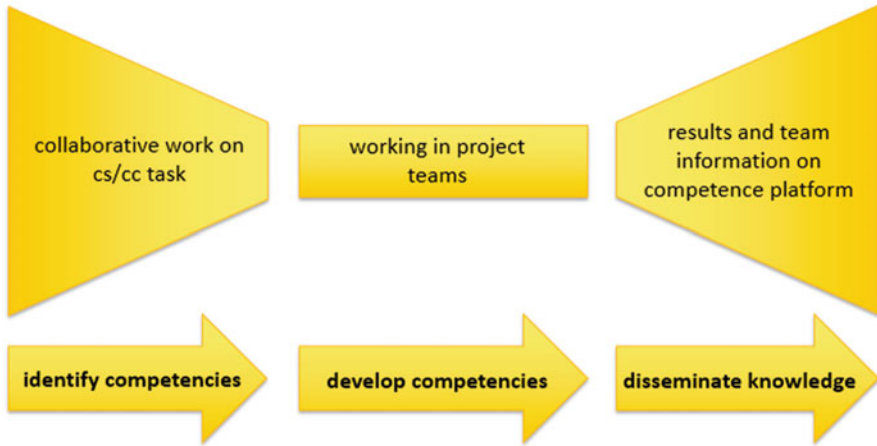 collaborative work on
cs/cc task
working in project
teams
results and team
information on
competence platform
identify competencies
develop competencies
disseminate knowledge